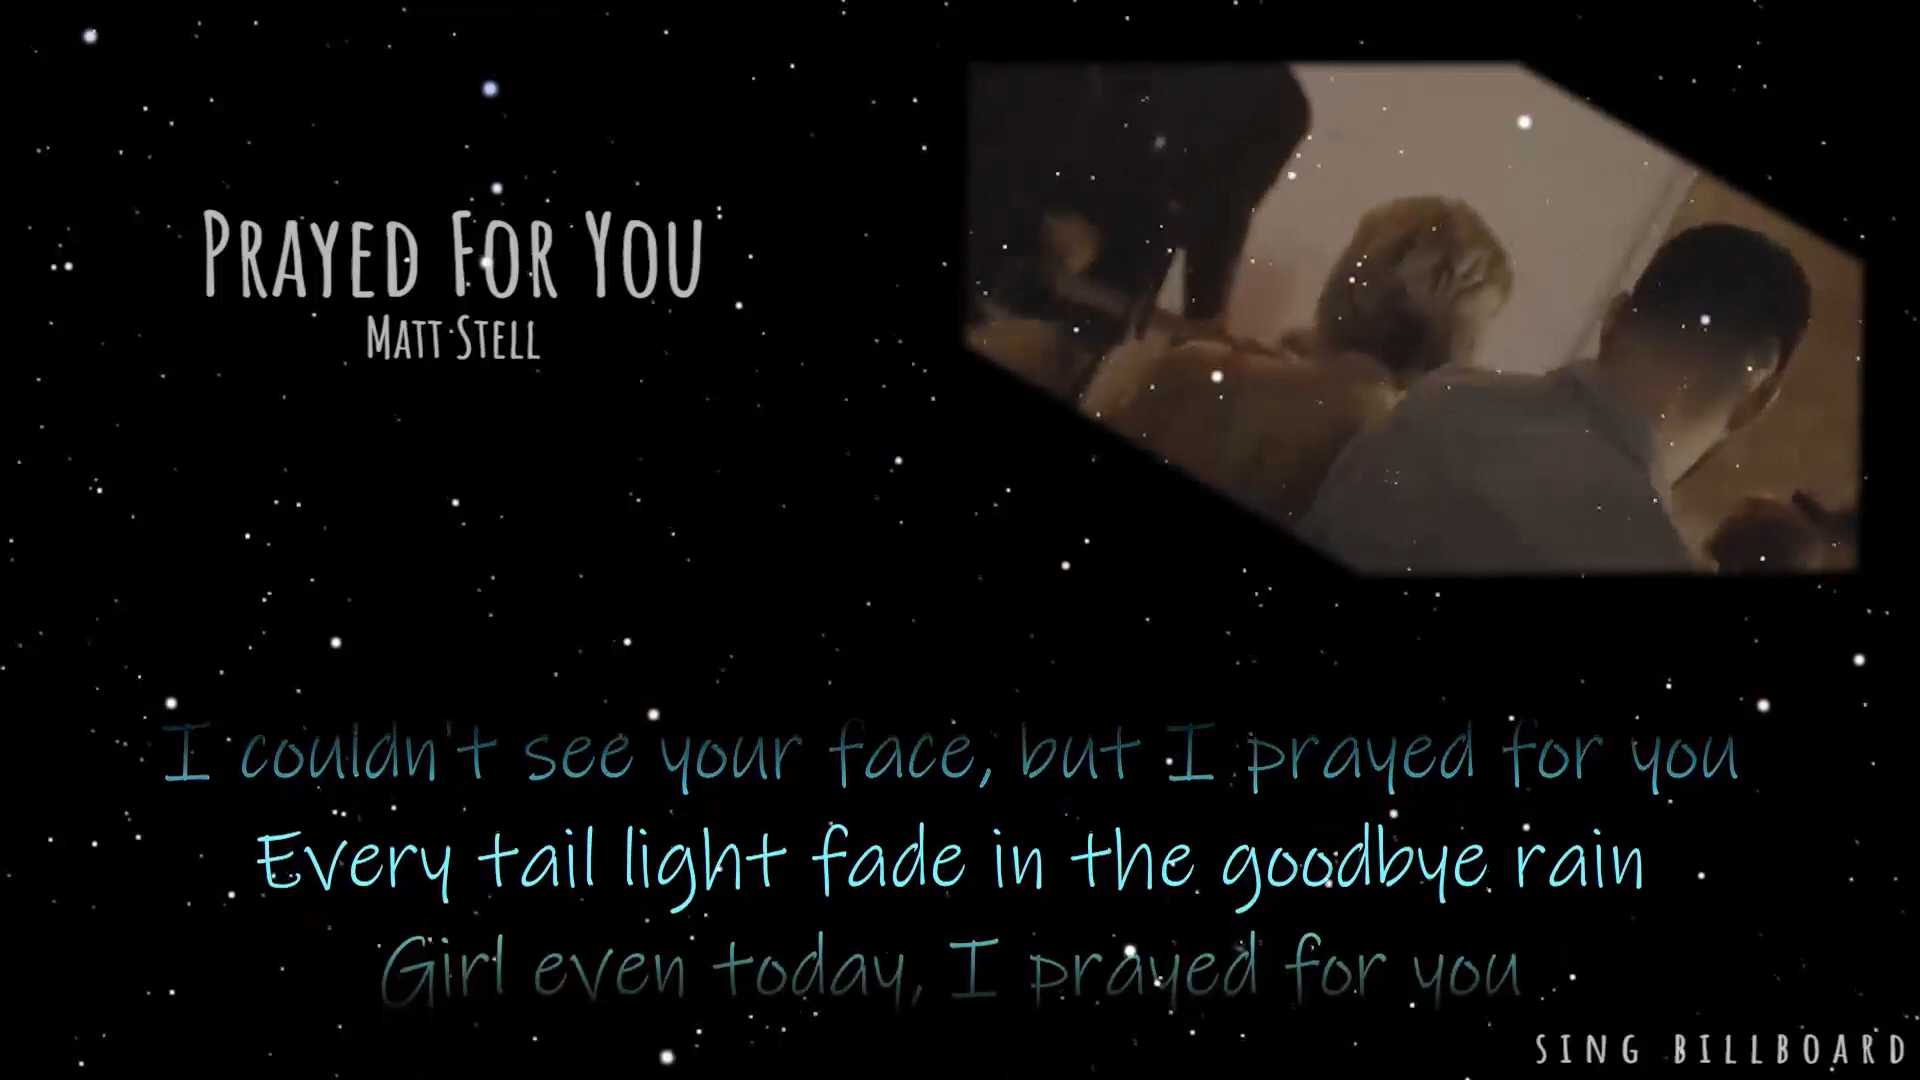 PRAYED FOR YOU
MATT STELL
I couldn't see your face, but I prayed for you
Every tail light fade in the goodbye rain
Girl even today, I prayed for you
SING BILLBOARD